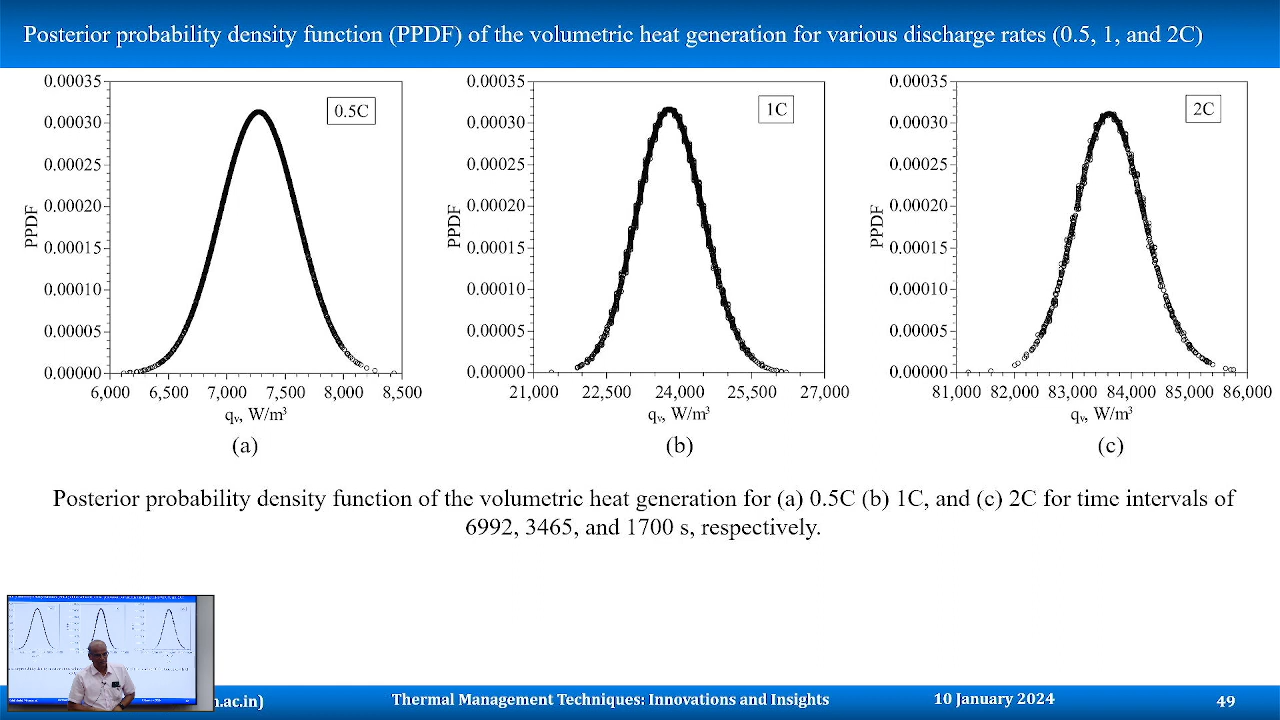 Posterior probability density function (PPDF) of the volumetric heat generation for various discharge rates (0.5, 1, and 2C)
0.00035
0.00030
0.00025
0.00020
0.00015
0.00010
0.00005
0.00000
PPDF
0.5C
6,000 6,500 7,000 7,500 8,000 8,500
qᵥ, W/m³
(a)
0.00035
0.00030
0.00025
0.00020
0.00015
0.00010
0.00005
0.00000
PPDF
1C
21,000 22,500 24,000 25,500 27,000
qᵥ, W/m³
(b)
0.00035
0.00030
0.00025
0.00020
0.00015
0.00010
0.00005
0.00000
PPDF
2C
81,000 82,000 83,000 84,000 85,000 86,000
qᵥ, W/m³
(c)
Posterior probability density function of the volumetric heat generation for (a) 0.5C (b) 1C, and (c) 2C for time intervals of
6992, 3465, and 1700 s, respectively.
.ac.in) Thermal Management Techniques: Innovations and Insights 10 January 2024 49